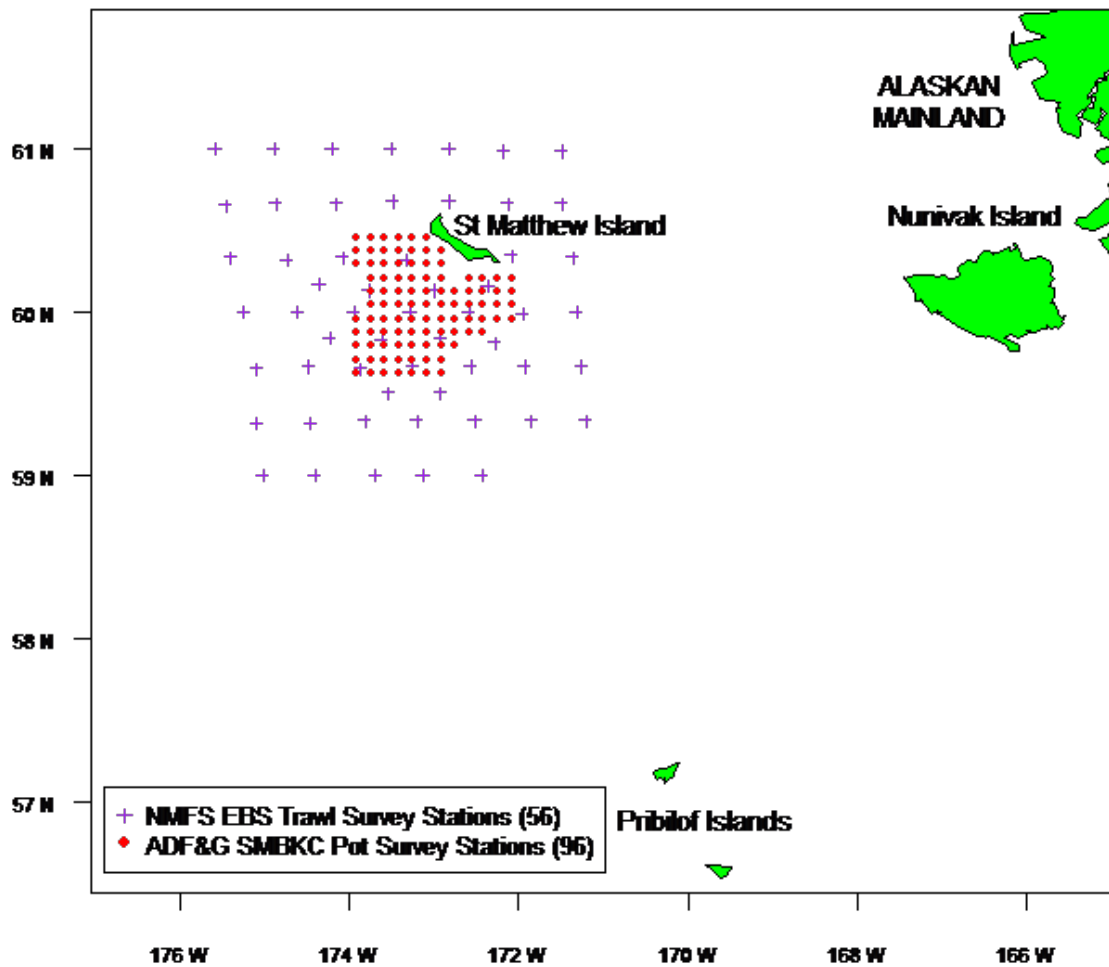 ALASKAN
MAINLAND
61 N
Nunivak Island
St Matthew Island
60 N
59 N
58 N
57 N
NMFS EBS Trawl Survey Stations (56)
ADF&G SMBKC Pot Survey Stations (96)
Pribilof Islands
176 W 174 W 172 W 170 W 168 W 166 W